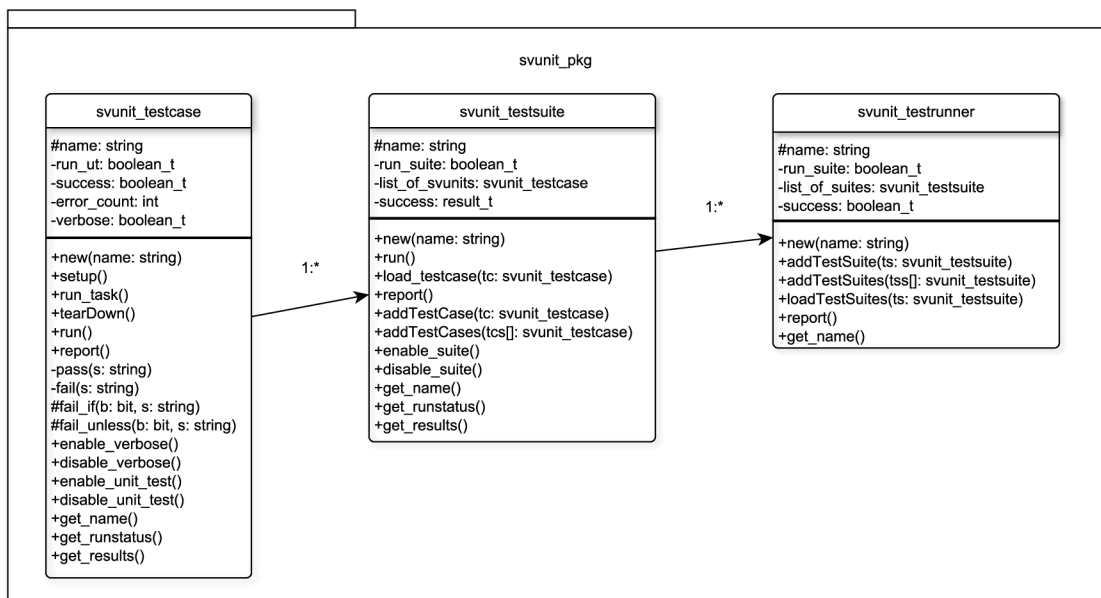 svunit_pkg
svunit_testcase
#name: string
-run_ut: boolean_t
-success: boolean_t
-error_count: int
-verbose: boolean_t
+new(name: string)
+setup()
+run_task()
+tearDown()
+run()
+report()
-pass(s: string)
-fail(s: string)
#fail_if(b: bit, s: string)
#fail_unless(b: bit, s: string)
+enable_verbose()
+disable_verbose()
+enable_unit_test()
+disable_unit_test()
+get_name()
+get_runstatus()
+get_results()
1:*
svunit_testsuite
#name: string
-run_suite: boolean_t
-list_of_svunits: svunit_testcase
-success: result_t
+new(name: string)
+run()
+load_testcase(tc: svunit_testcase)
+report()
+addTestCase(tc: svunit_testcase)
+addTestCases(tcs[]: svunit_testcase)
+enable_suite()
+disable_suite()
+get_name()
+get_runstatus()
+get_results()
1:*
svunit_testrunner
#name: string
-run_suite: boolean_t
-list_of_suites: svunit_testsuite
-success: boolean_t
+new(name: string)
+addTestSuite(ts: svunit_testsuite)
+addTestSuites(tss[]: svunit_testsuite)
+loadTestSuites(ts: svunit_testsuite)
+report()
+get_name()